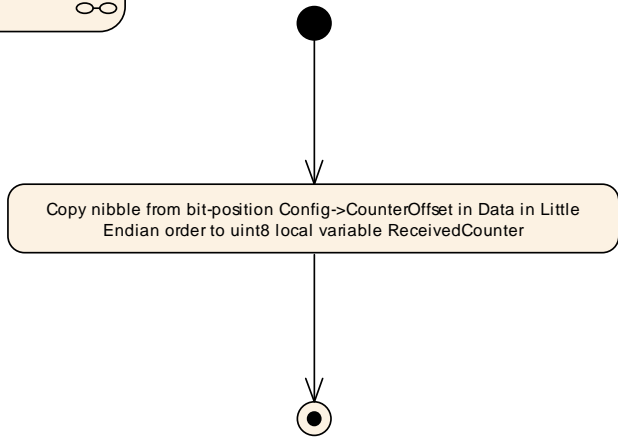 Copy nibble from bit-position Config->CounterOffset in Data in Little
Endian order to uint8 local variable ReceivedCounter